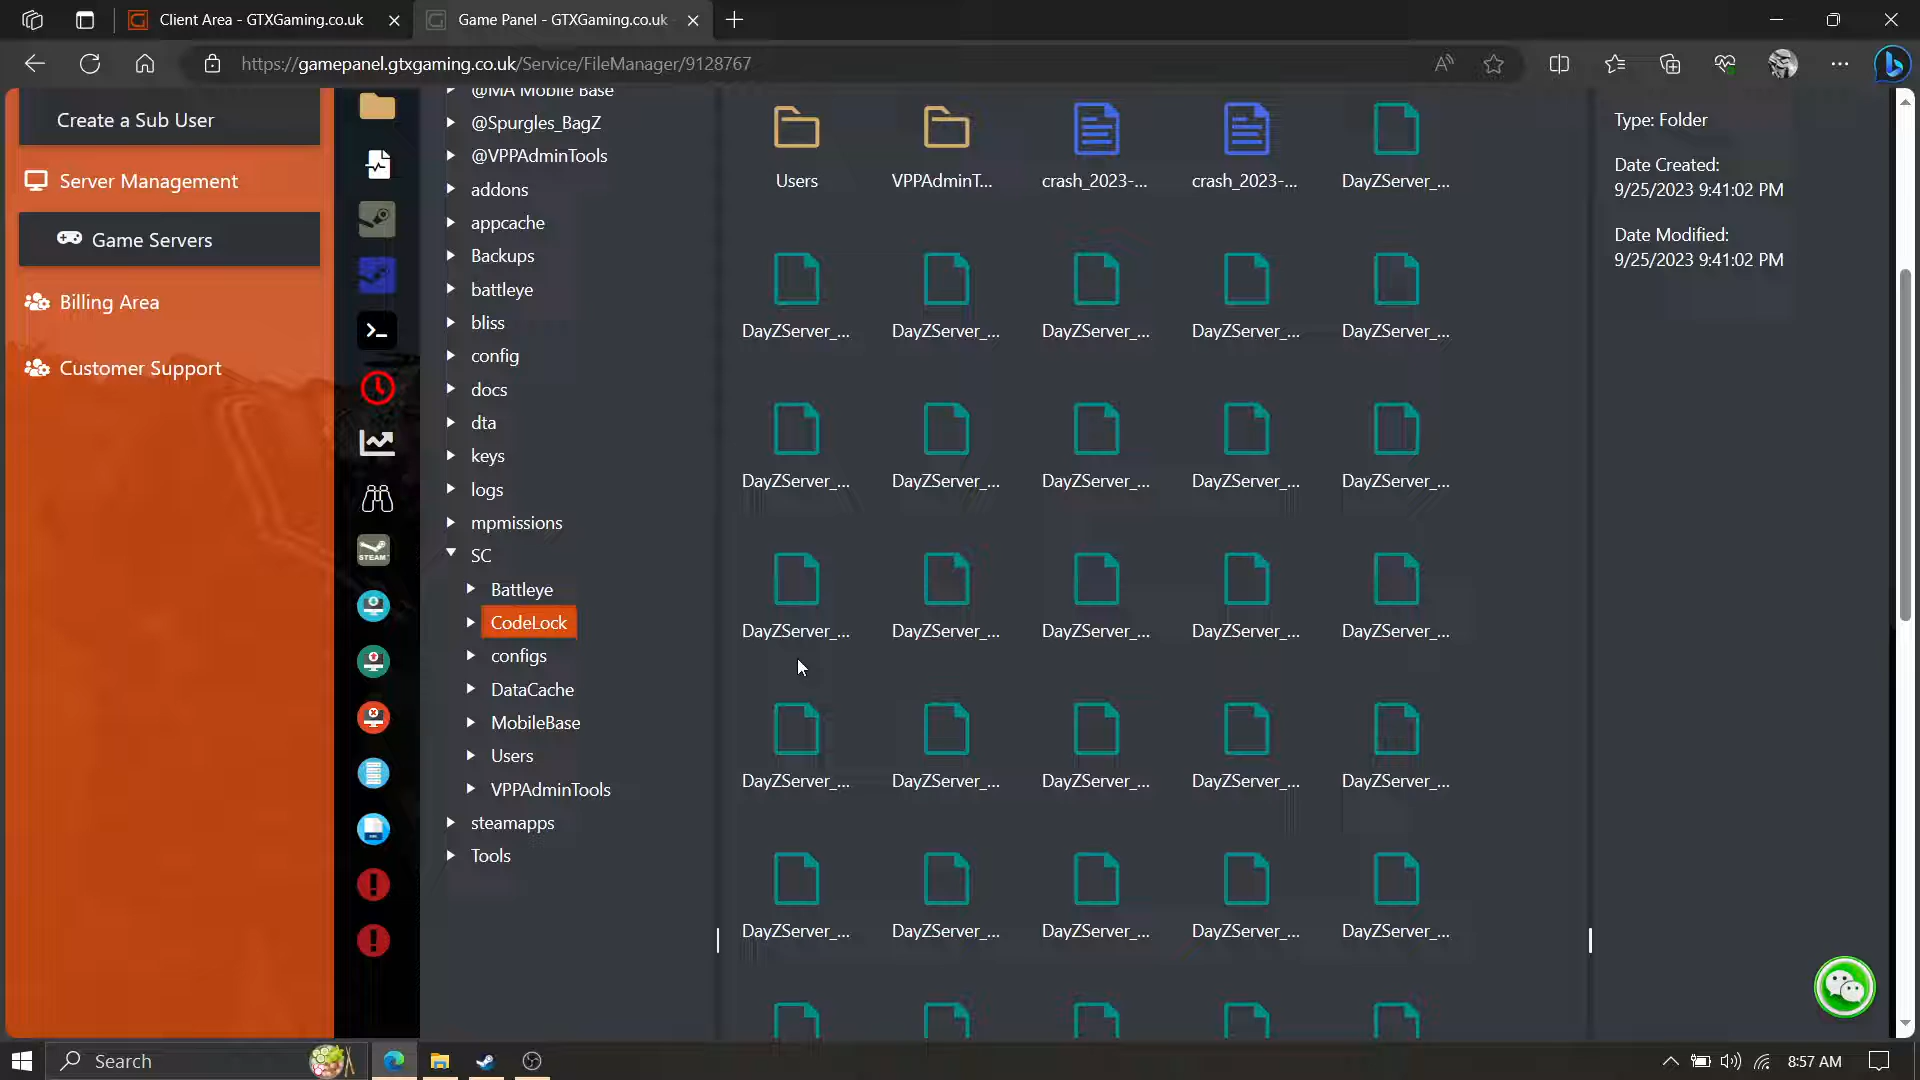 Client Area - GTXGaming.co.uk
Game Panel - GTXGaming.co.uk
https://gamepanel.gtxgaming.co.uk/Service/FileManager/9128767
Create a Sub User
Server Management
Game Servers
Billing Area
Customer Support
STEAM
@MA Mobile Base
@Spurgles_BagZ
@VPPAdminTools
addons
appcache
Backups
battleye
bliss
config
docs
dta
keys
logs
mpmissions
SC
Battleye
CodeLock
configs
DataCache
MobileBase
Users
VPPAdminTools
steamapps
Tools
Users VPPAdminT... crash_2023-... crash_2023-... DayZServer_...
DayZServer_... DayZServer_... DayZServer_... DayZServer_... DayZServer_...
DayZServer_... DayZServer_... DayZServer_... DayZServer_... DayZServer_...
DayZServer_... DayZServer_... DayZServer_... DayZServer_... DayZServer_...
DayZServer_... DayZServer_... DayZServer_... DayZServer_... DayZServer_...
DayZServer_... DayZServer_... DayZServer_... DayZServer_... DayZServer_...
Type: Folder
Date Created:
9/25/2023 9:41:02 PM
Date Modified:
9/25/2023 9:41:02 PM
Search
8:57 AM